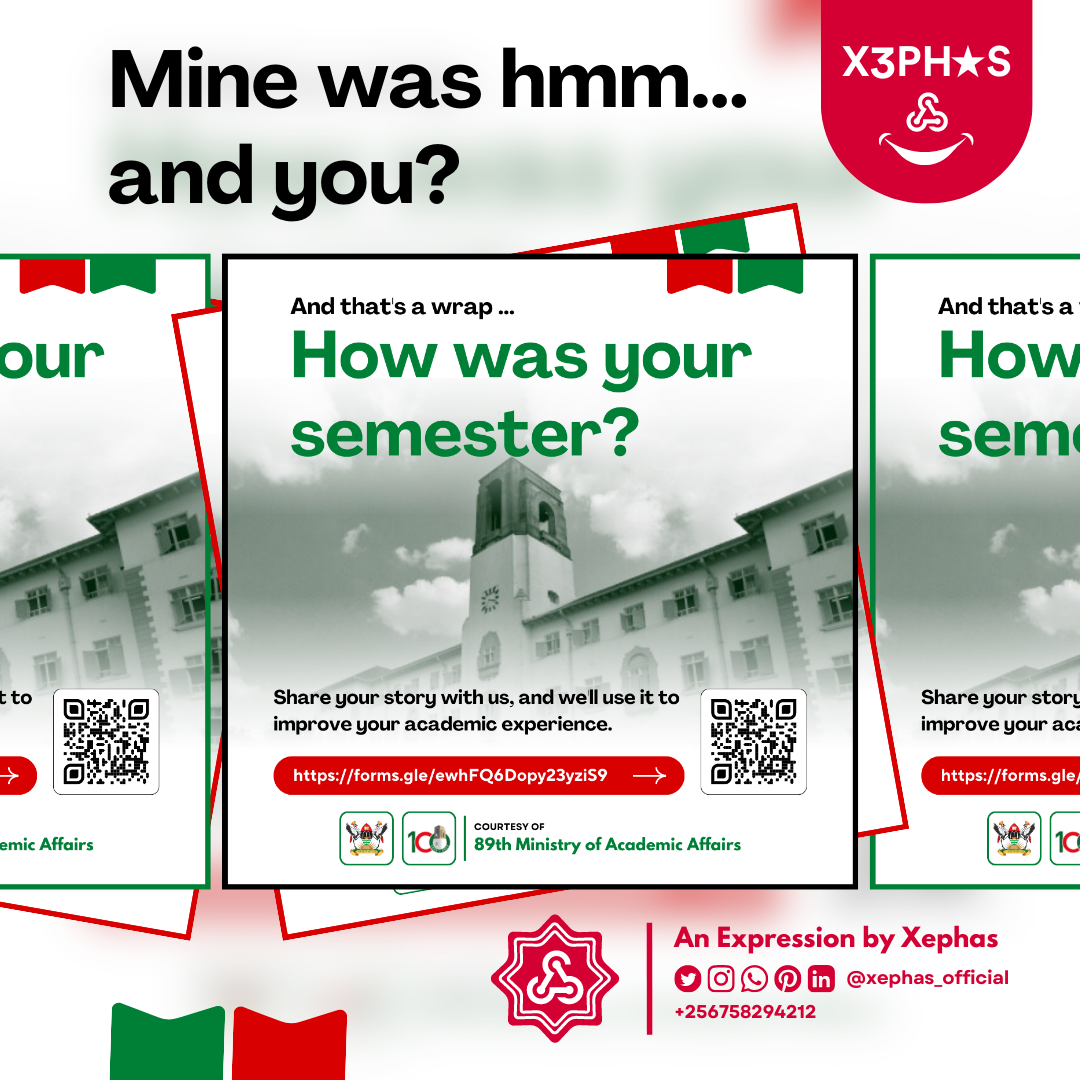 Mine was hmm...
and you?
X3PH★S
our
t to
emic Affairs
And that's a wrap ...
How was your
semester?
Share your story with us, and we'll use it to
improve your academic experience.
https://forms.gle/ewhFQ6Dopy23yziS9
100
COURTESY OF
89th Ministry of Academic Affairs
And that's a
How
seme
Share your story
improve your aca
https://forms.gle/
10
An Expression by Xephas
@xephas_official
+256758294212